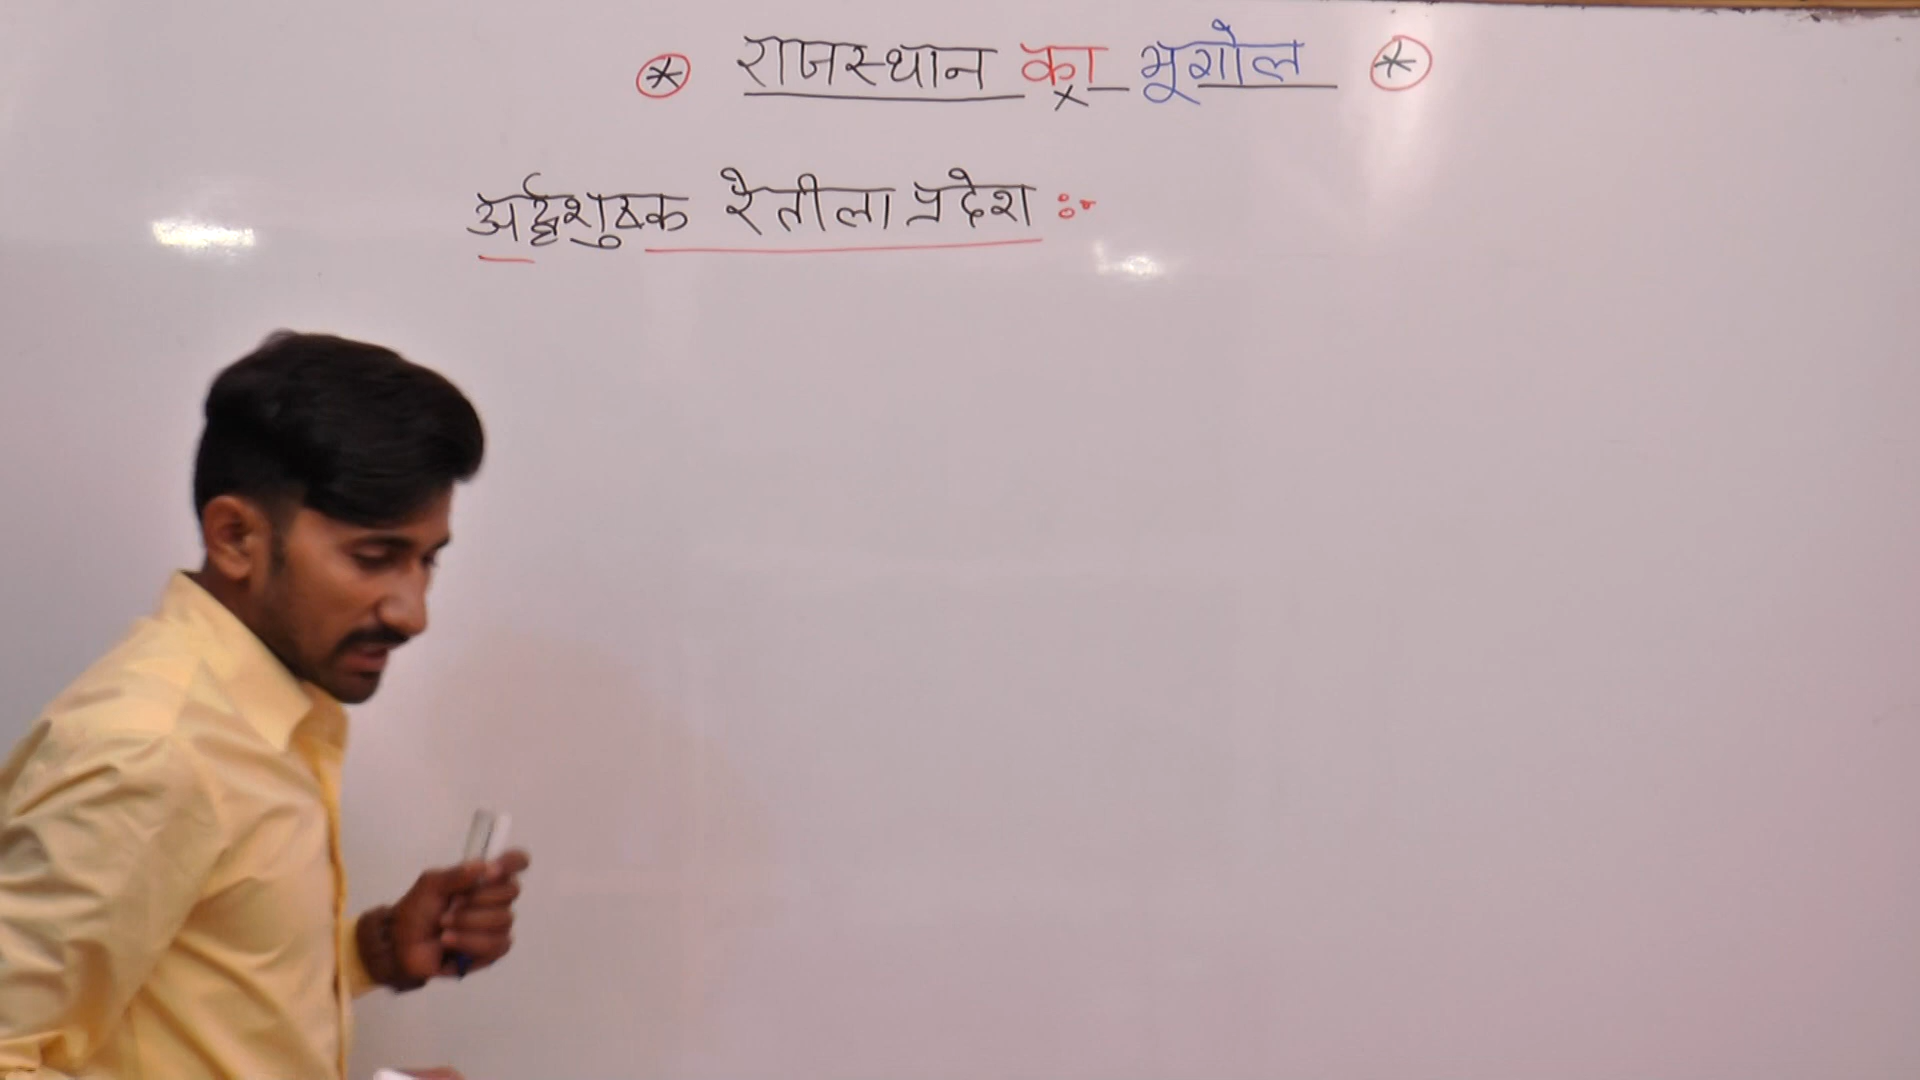 * राजस्थान का भूगोल *
अर्द्धशुष्क रेतीला प्रदेश :-